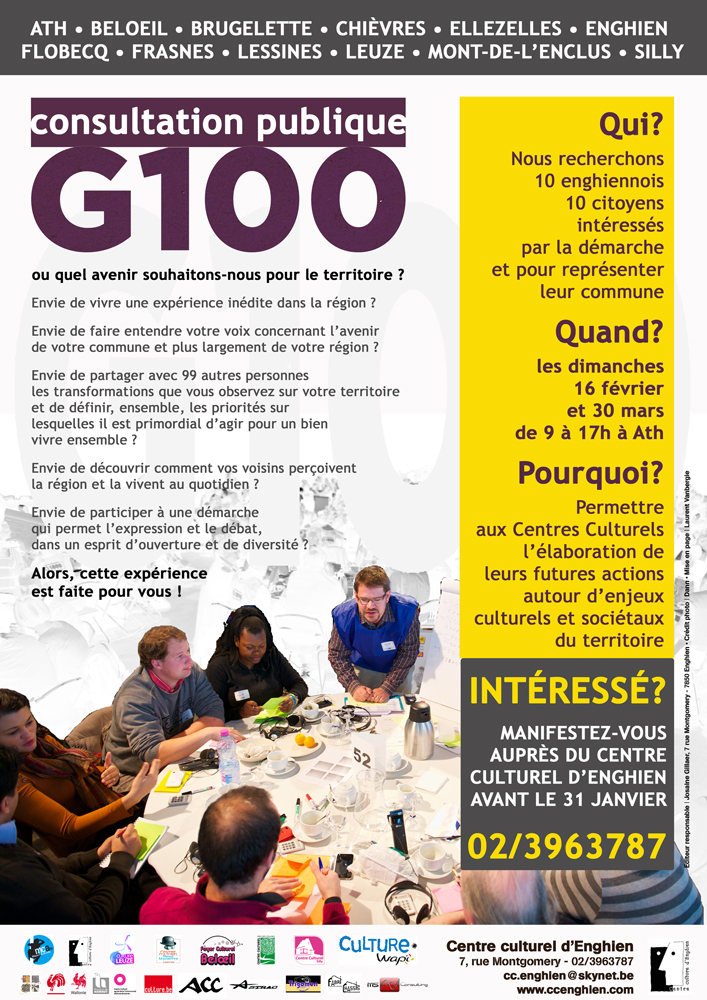 ATH • BELOEIL • BRUGELETTE • CHIÈVRES • ELLEZELLES • ENGHIEN
FLOBECQ • FRASNES • LESSINES • LEUZE • MONT-DE-L'ENCLUS • SILLY
consultation publique
G100
ou quel avenir souhaitons-nous pour le territoire ?
Envie de vivre une expérience inédite dans la région ?
Envie de faire entendre votre voix concernant l'avenir
de votre commune et plus largement de votre région ?
Envie de partager avec 99 autres personnes
les transformations que vous observez sur votre territoire
et de définir, ensemble, les priorités sur
lesquelles il est primordial d'agir pour un bien
vivre ensemble ?
Envie de découvrir comment vos voisins perçoivent
la région et la vivent au quotidien ?
Envie de participer à une démarche
qui permet l'expression et le débat,
dans un esprit d'ouverture et de diversité ?
Alors, cette expérience
est faite pour vous !
Qui?
Nous recherchons
10 enghiennois
10 citoyens
intéressés
par la démarche
et pour représenter
leur commune
Quand?
les dimanches
16 février
et 30 mars
de 9 à 17h à Ath
Pourquoi?
Permettre
aux Centres Culturels
l'élaboration de
leurs futures actions
autour d'enjeux
culturels et sociétaux
du territoire
INTÉRESSÉ?
MANIFESTEZ-VOUS
AUPRÈS DU CENTRE
CULTUREL D'ENGHIEN
AVANT LE 31 JANVIER
02/3963787
Editeur responsable : Josaine Gillaer, 7 rue Montgomery - 7850 Enghien • Crédit photo : Dann • Mise en page : Laurent Vanbergie
52
Foyer Culturel
Beloeil
CULTURE
Wapi
culture.be
ACC
Centre culturel d'Enghien
7, rue Montgomery - 02/3963787
cc.enghien@skynet.be
www.ccenghien.com